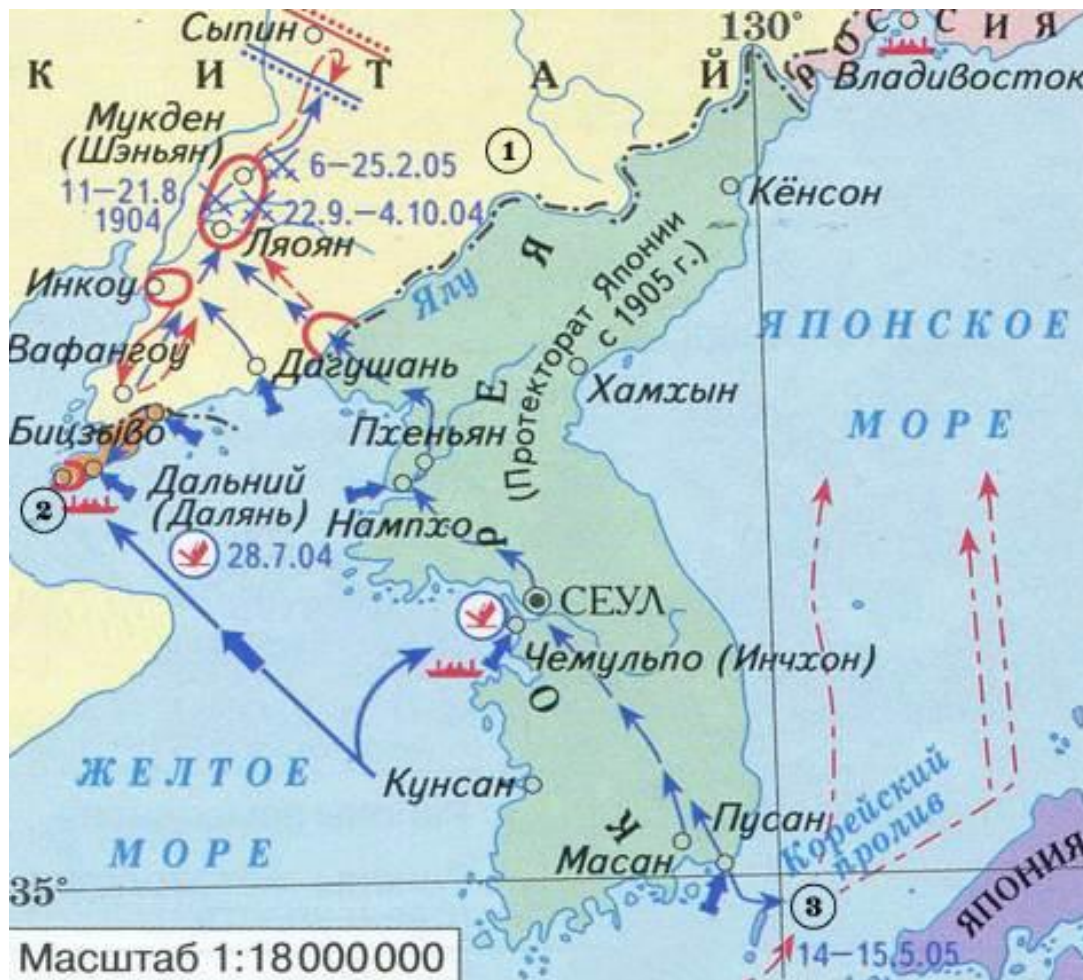 Сыпин
130°
РОССИЯ
Владивосток
КИТАЙ
Мукден
(Шэньян)
1
6–25.2.05
11–21.8
1904
22.9.–4.10.04
Ляоян
Кёнсон
Инкоу
Ялу
КОРЕЯ
(Протекторат Японии
с 1905 г.)
ЯПОНСКОЕ
МОРЕ
Вафангоу
Дагушань
Хамхын
Бицзыво
Пхеньян
2
Дальний
(Далянь)
Нампхо
28.7.04
СЕУЛ
Чемульпо (Инчхон)
ЖЕЛТОЕ
МОРЕ
Кунсан
Пусан
Масан
Корейский
пролив
35°
3
ЯПОНИЯ
14–15.5.05
Масштаб 1:18 000 000